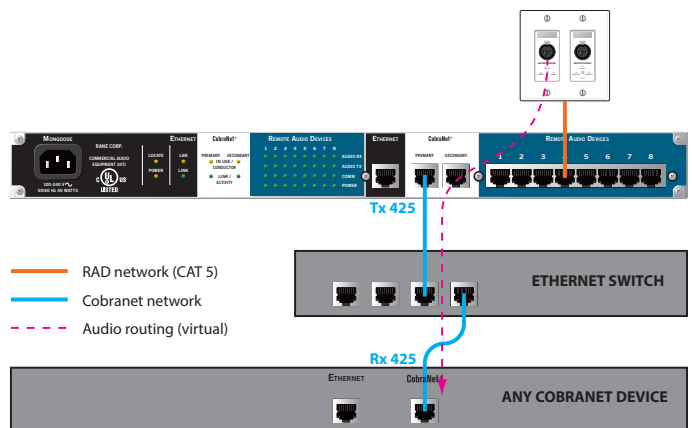 MONGOOSE
RANE CORP.
COMMERCIAL AUDIO
EQUIPMENT 24TJ
C UL US
LISTED
100-240 V
50/60 Hz 40 WATTS
LOCATE
POWER
ETHERNET
LAN
LINK
CobraNet®
PRIMARY SECONDARY
IN USE /
CONDUCTOR
LINK /
ACTIVITY
REMOTE AUDIO DEVICES
1 2 3 4 5 6 7 8
AUDIO RX
AUDIO TX
COMM
POWER
ETHERNET
CobraNet®
PRIMARY SECONDARY
REMOTE AUDIO DEVICES
1 2 3 5 6 7 8
Tx 425
RAD network (CAT 5)
Cobranet network
Audio routing (virtual)
ETHERNET SWITCH
Rx 425
ETHERNET
CobraNet
ANY COBRANET DEVICE